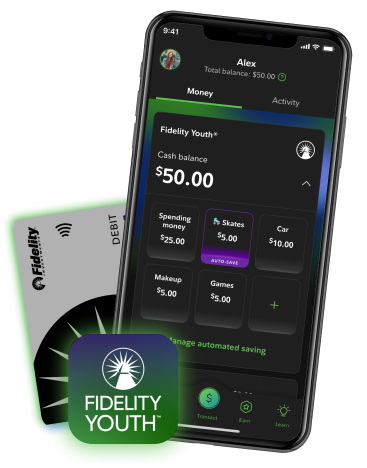 9:41
Alex
Total balance: $50.00 ?
Money
Activity
Fidelity Youth®
Cash balance
$50.00
Spending
money
$25.00
Skates
$5.00
AUTO-SAVE
Car
$10.00
Makeup
$5.00
Games
$5.00
+
Manage automated saving
$
Transact
Earn
Learn
Fidelity
DEBIT
FIDELITY
YOUTH™